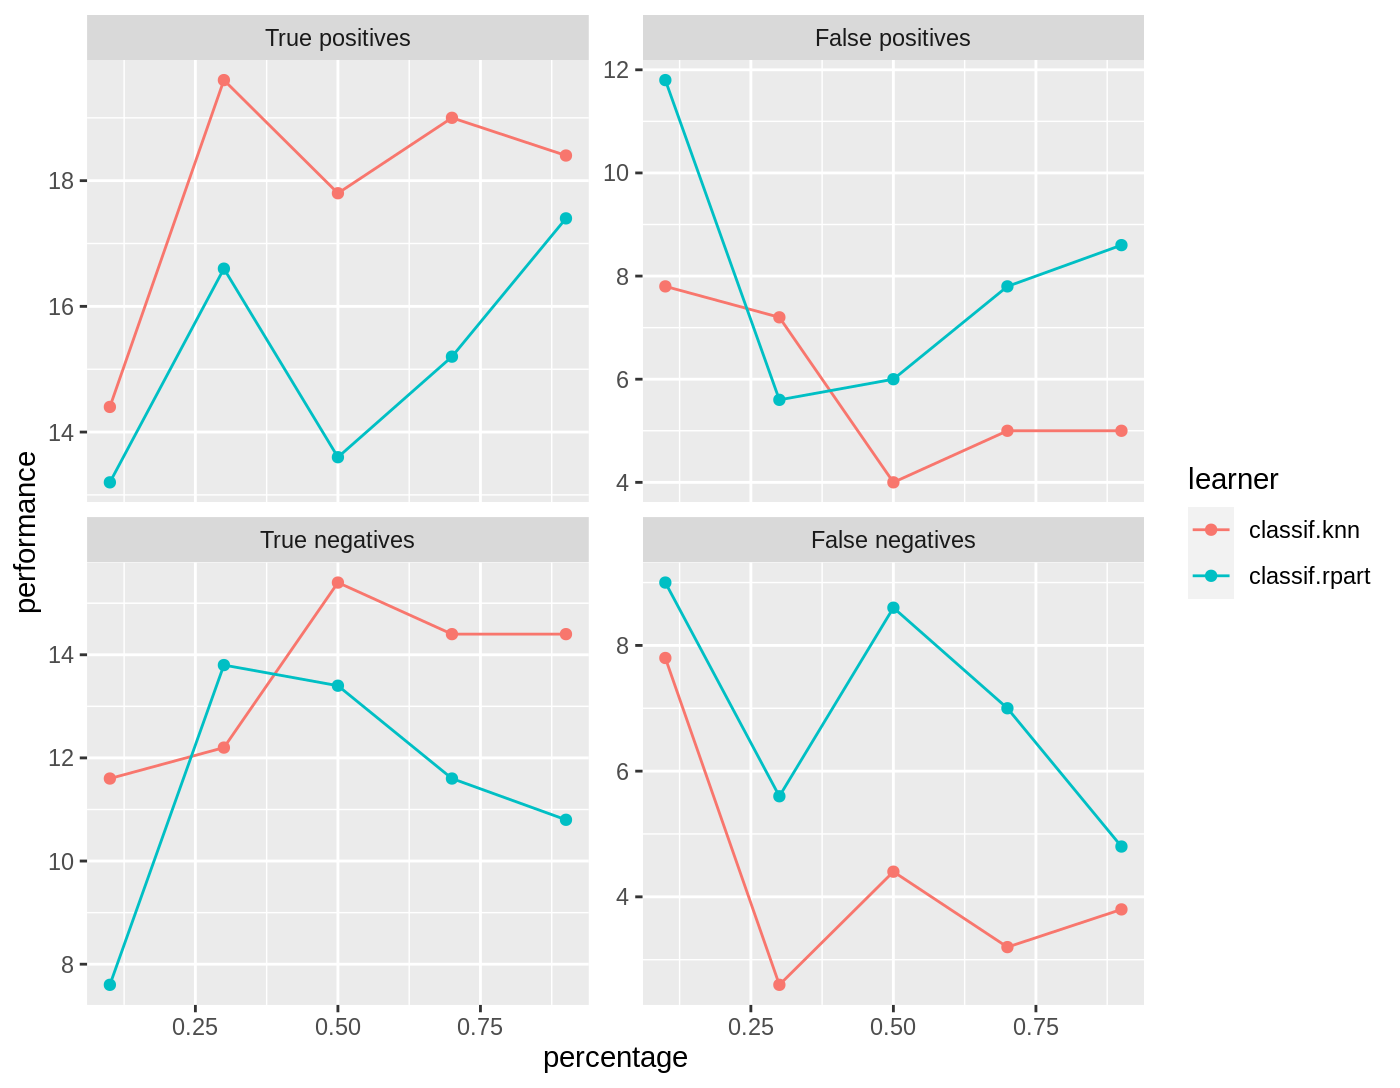 True positives
False positives
18
16
14
12
10
8
6
4
True negatives
False negatives
14
12
10
8
8
6
4
0.25
0.50
0.75
0.25
0.50
0.75
percentage
performance
learner
classif.knn
classif.rpart